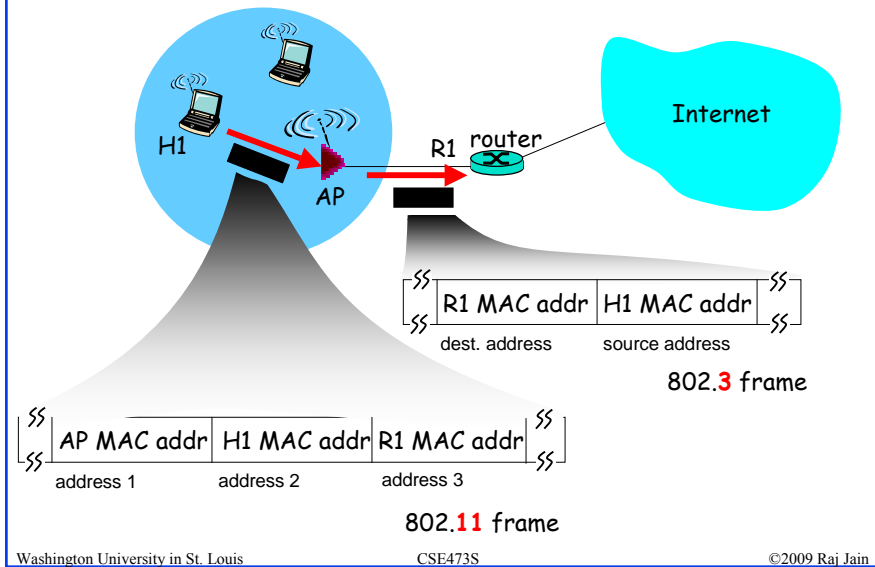 Internet
R1 router
H1
AP
R1 MAC addr H1 MAC addr
dest. address source address
802.3 frame
AP MAC addr H1 MAC addr R1 MAC addr
address 1 address 2 address 3
802.11 frame
Washington University in St. Louis CSE473S ©2009 Raj Jain